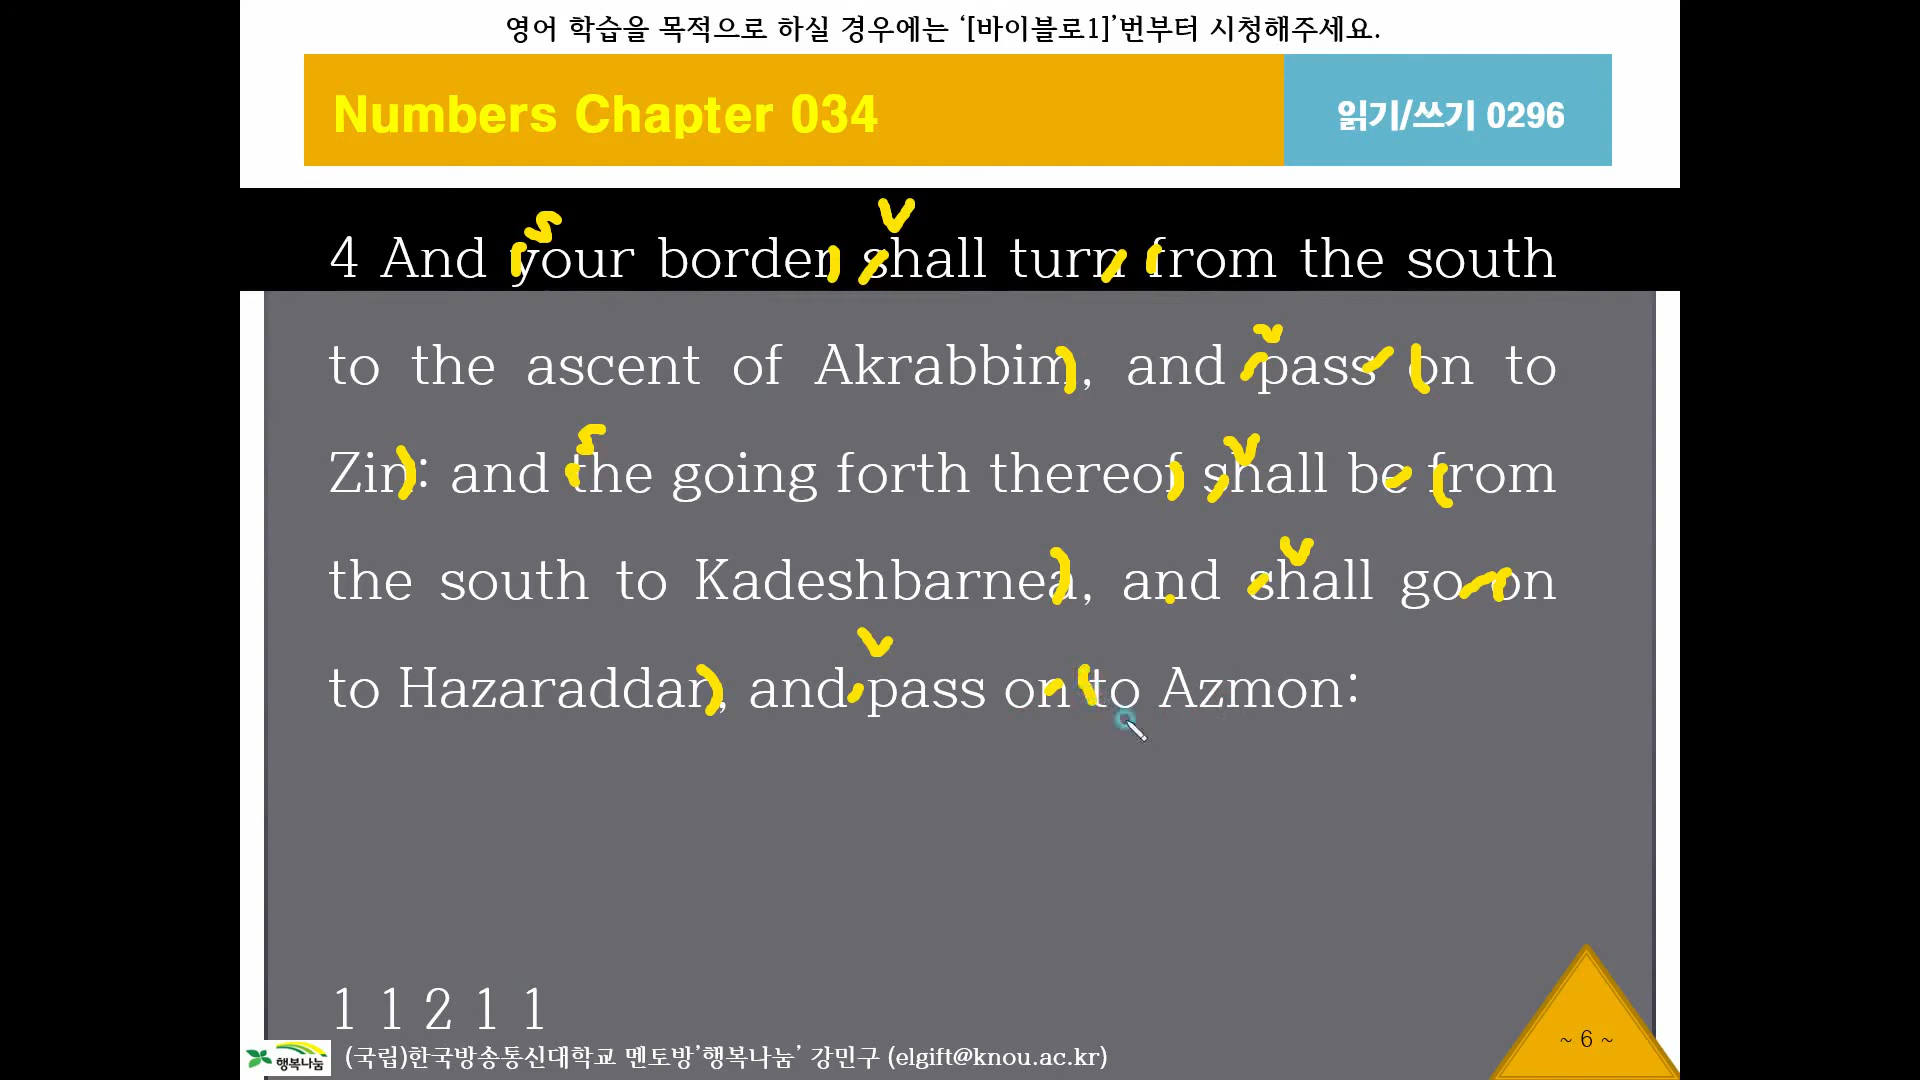 영어 학습을 목적으로 하실 경우에는 ‘[바이블로1]’번부터 시청해주세요.
Numbers Chapter 034
읽기/쓰기 0296
4 And your border shall turn from the south
to the ascent of Akrabbim, and pass on to
Zin: and the going forth thereof shall be from
the south to Kadeshbarnea, and shall go on
to Hazaraddar, and pass on to Azmon:
1 1 2 1 1
~ 6 ~
행복나눔
(국립)한국방송통신대학교 멘토방’행복나눔’ 강민구 (elgift@knou.ac.kr)